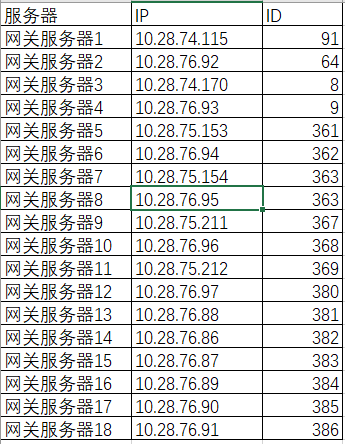 服务器 IP ID
网关服务器1 10.28.74.115 91
网关服务器2 10.28.76.92 64
网关服务器3 10.28.74.170 8
网关服务器4 10.28.76.93 9
网关服务器5 10.28.75.153 361
网关服务器6 10.28.76.94 362
网关服务器7 10.28.75.154 363
网关服务器8 10.28.76.95 363
网关服务器9 10.28.75.211 367
网关服务器10 10.28.76.96 368
网关服务器11 10.28.75.212 369
网关服务器12 10.28.76.97 380
网关服务器13 10.28.76.88 381
网关服务器14 10.28.76.86 382
网关服务器15 10.28.76.87 383
网关服务器16 10.28.76.89 384
网关服务器17 10.28.76.90 385
网关服务器18 10.28.76.91 386